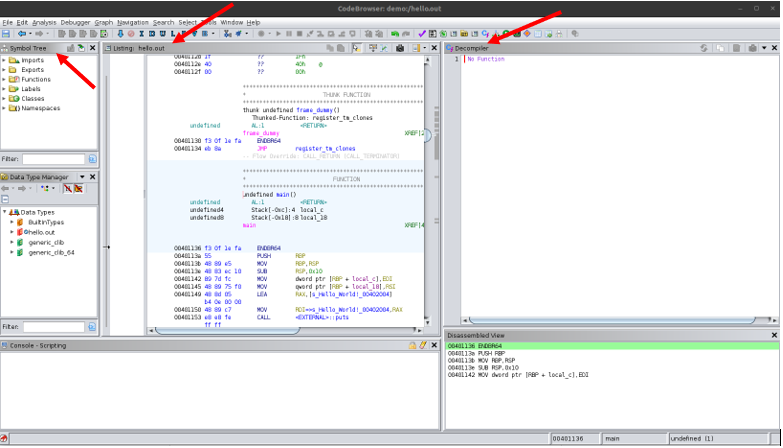 CodeBrowser: demo:/hello.out
File Edit Analysis Debugger Graph Navigation Search Select Tools Window Help
Symbol Tree
Imports
Exports
Functions
Labels
Classes
Namespaces
Filter:
Data Type Manager
Data Types
BuiltInTypes
hello.out
generic_clib
generic_clib_64
Filter:
Listing: hello.out
0040112e 40 ?? 40h @
0040112f 00 ?? 00h
* THUNK FUNCTION
thunk undefined frame_dummy()
Thunked-Function: register_tm_clones
undefined AL:1 <RETURN>
frame_dummy XREF[2
00401130 f3 0f 1e fa ENDBR64
00401134 eb 8a JMP register_tm_clones
-- Flow Override: CALL_RETURN (CALL_TERMINATOR)
* FUNCTION
undefined main()
undefined AL:1 <RETURN>
undefined4 Stack[-0xc]:4 local_c
undefined8 Stack[-0x18]:8 local_18
main XREF[4
00401136 f3 0f 1e fa ENDBR64
0040113a 55 PUSH RBP
0040113b 48 89 e5 MOV RBP,RSP
0040113e 48 83 ec 10 SUB RSP,0x10
00401142 89 7d fc MOV dword ptr [RBP + local_c],EDI
00401145 48 89 75 f0 MOV qword ptr [RBP + local_18],RSI
00401149 48 8d 05 LEA RAX,[s_Hello_World!_00402004]
b4 0e 00 00
00401150 48 89 c7 MOV RDI=>s_Hello_World!_00402004,RAX
00401153 e8 e8 fe CALL <EXTERNAL>::puts
ff ff
Decompiler
1 No Function
Disassembled View
00401136 ENDBR64
0040113a PUSH RBP
0040113b MOV RBP,RSP
0040113e SUB RSP,0x10
00401142 MOV dword ptr [RBP + local_c],EDI
Console - Scripting
00401136 main undefined (1)